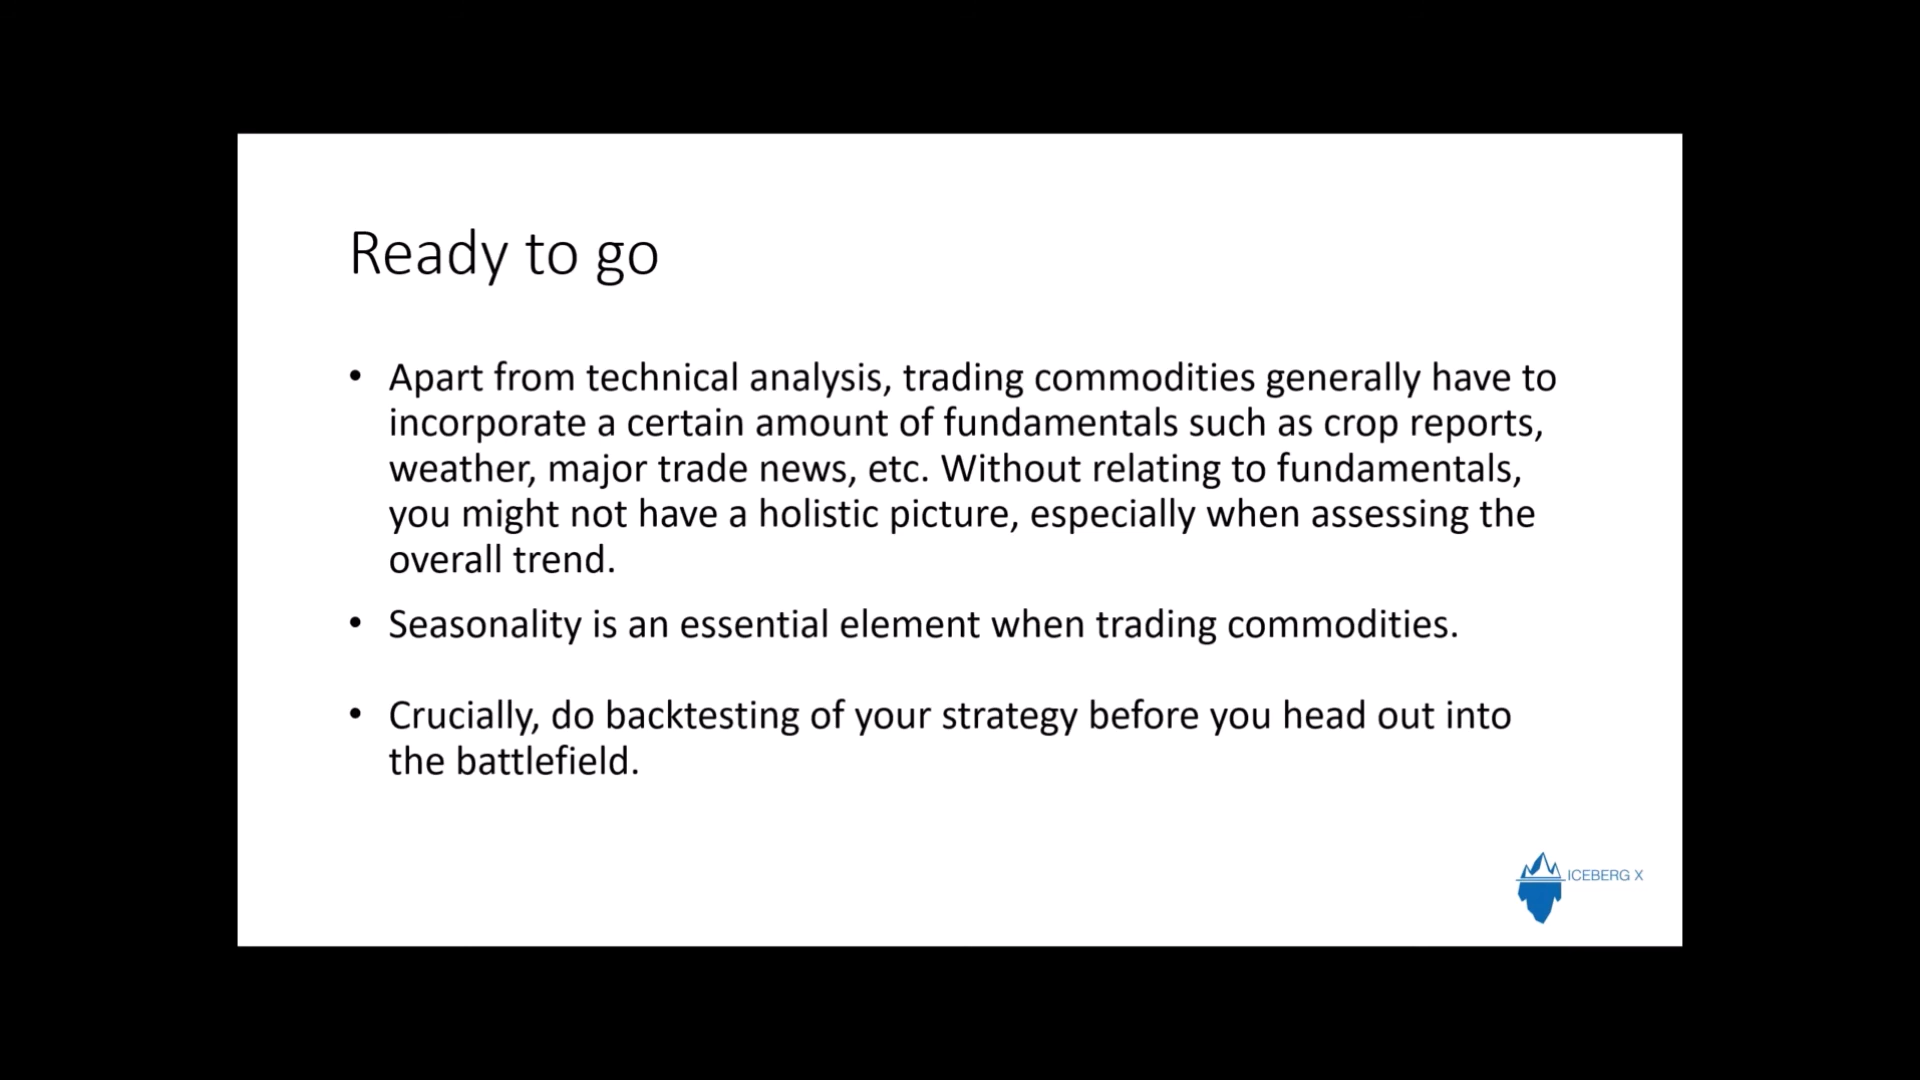 Ready to go
• Apart from technical analysis, trading commodities generally have to
incorporate a certain amount of fundamentals such as crop reports,
weather, major trade news, etc. Without relating to fundamentals,
you might not have a holistic picture, especially when assessing the
overall trend.
• Seasonality is an essential element when trading commodities.
• Crucially, do backtesting of your strategy before you head out into
the battlefield.
ICEBERG X